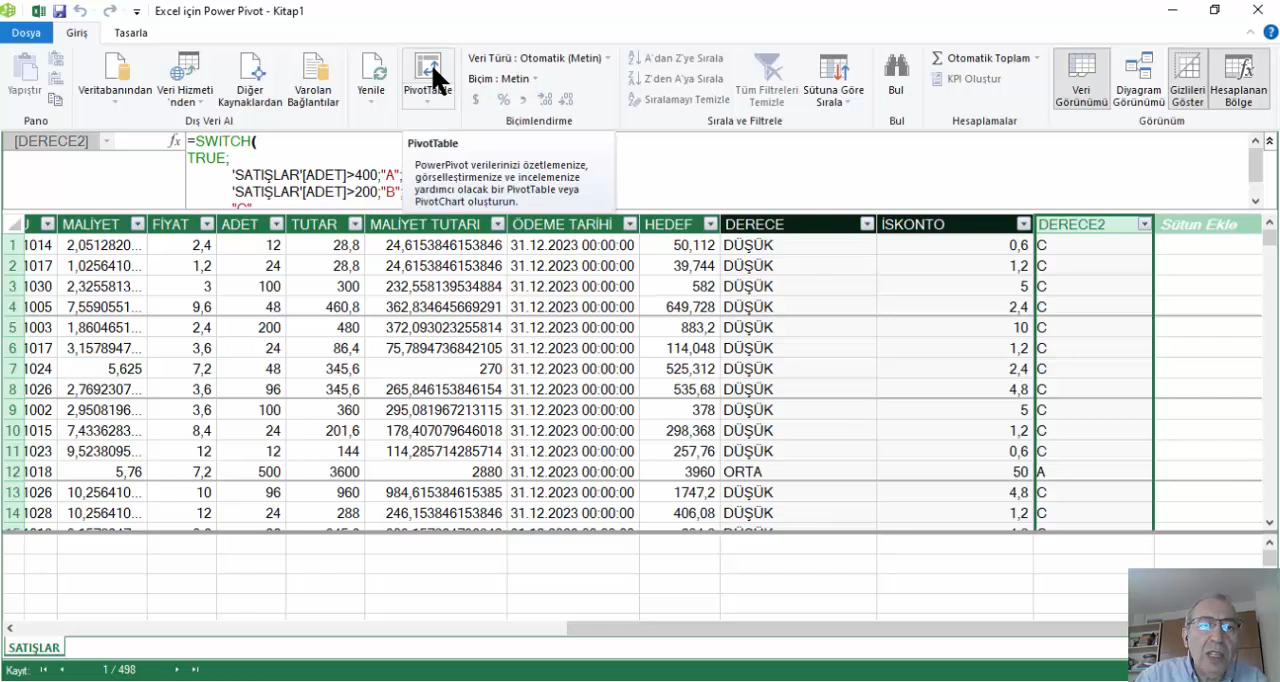 Excel için Power Pivot - Kitap1
Dosya Giriş Tasarla
Yapıştır
Pano
Veritabanından
Veri Hizmeti 'nden
Diğer Kaynaklardan
Varolan Bağlantılar
Dış Veri Al
Yenile
PivotTable
Veri Türü : Otomatik (Metin)
Biçim : Metin
$ % ,
Biçimlendirme
A'dan Z'ye Sırala
Z'den A'ya Sırala
Sıralamayı Temizle
Tüm Filtreleri Temizle
Sütuna Göre Sırala
Sırala ve Filtrele
Bul
Bul
Otomatik Toplam
KPI Oluştur
Hesaplamalar
Veri Görünümü
Diyagram Görünümü
Gizlileri Göster
Hesaplanan Bölge
Görünüm
[DERECE2] fx =SWITCH(
TRUE;
'SATIŞLAR'[ADET]>400;"A";
'SATIŞLAR'[ADET]>200;"B";
"C"
PivotTable
PowerPivot verilerinizi özetlemenize,
görselleştirmenize ve incelemenize
yardımcı olacak bir PivotTable veya
PivotChart oluşturun.
MALİYET FİYAT ADET TUTAR MALİYET TUTARI ÖDEME TARİHİ HEDEF DERECE İSKONTO DERECE2 Sütun Ekle
1 1014 2,0512820... 2,4 12 28,8 24,6153846153846 31.12.2023 00:00:00 50,112 DÜŞÜK 0,6 C
2 1017 1,0256410... 1,2 24 28,8 24,6153846153846 31.12.2023 00:00:00 39,744 DÜŞÜK 1,2 C
3 1030 2,3255813... 3 100 300 232,558139534884 31.12.2023 00:00:00 582 DÜŞÜK 5 C
4 1005 7,5590551... 9,6 48 460,8 362,834645669291 31.12.2023 00:00:00 649,728 DÜŞÜK 2,4 C
5 1003 1,8604651... 2,4 200 480 372,093023255814 31.12.2023 00:00:00 883,2 DÜŞÜK 10 C
6 1017 3,1578947... 3,6 24 86,4 75,7894736842105 31.12.2023 00:00:00 114,048 DÜŞÜK 1,2 C
7 1024 5,625 7,2 48 345,6 270 31.12.2023 00:00:00 525,312 DÜŞÜK 2,4 C
8 1026 2,7692307... 3,6 96 345,6 265,846153846154 31.12.2023 00:00:00 535,68 DÜŞÜK 4,8 C
9 1002 2,9508196... 3,6 100 360 295,081967213115 31.12.2023 00:00:00 378 DÜŞÜK 5 C
10 1015 7,4336283... 8,4 24 201,6 178,407079646018 31.12.2023 00:00:00 298,368 DÜŞÜK 1,2 C
11 1023 9,5238095... 12 12 144 114,285714285714 31.12.2023 00:00:00 257,76 DÜŞÜK 0,6 C
12 1018 5,76 7,2 500 3600 2880 31.12.2023 00:00:00 3960 ORTA 50 A
13 1026 10,256410... 10 96 960 984,615384615385 31.12.2023 00:00:00 1747,2 DÜŞÜK 4,8 C
14 1028 10,256410... 12 24 288 246,153846153846 31.12.2023 00:00:00 406,08 DÜŞÜK 1,2 C
SATIŞLAR
Kayıt: 1 / 498